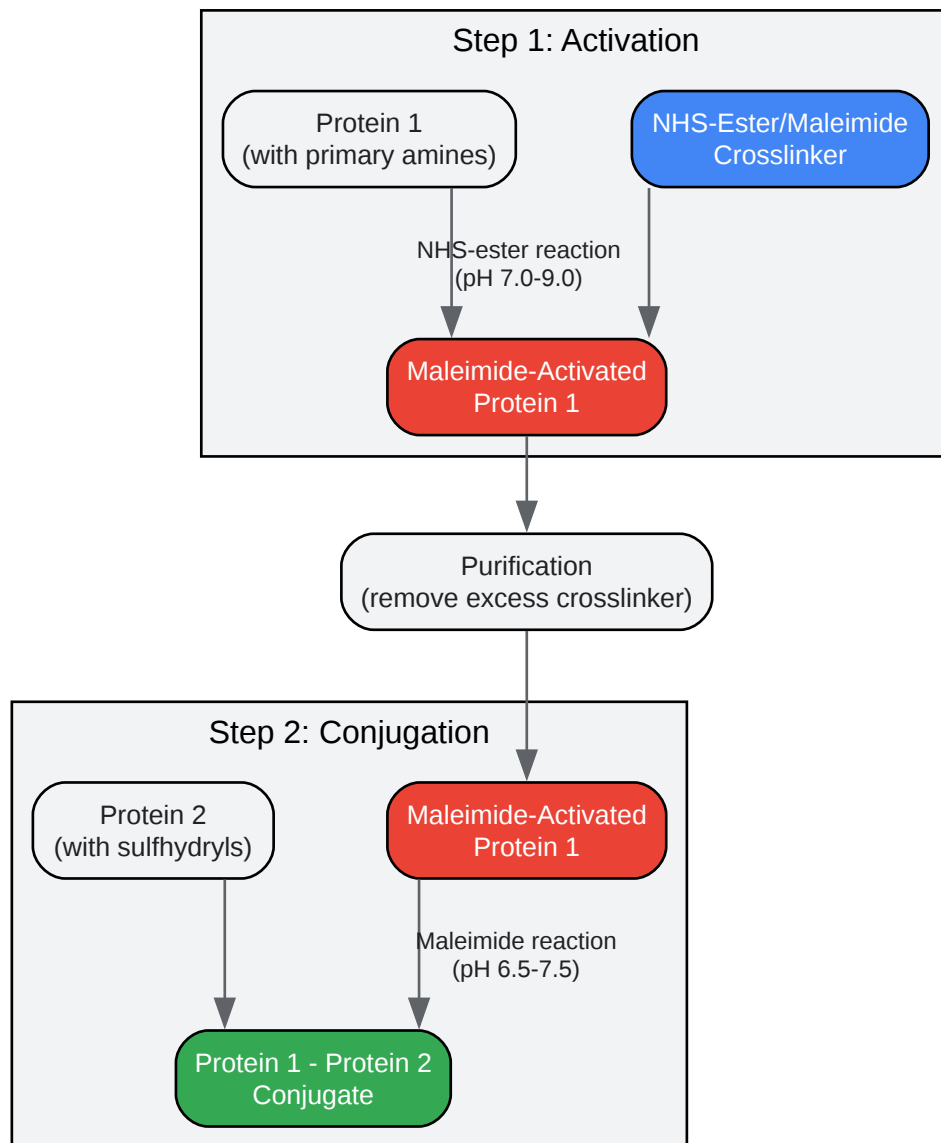 Step 1: Activation
Protein 1
(with primary amines)
NHS-Ester/Maleimide
Crosslinker
NHS-ester reaction
(pH 7.0-9.0)
Maleimide-Activated
Protein 1
Purification
(remove excess crosslinker)
Step 2: Conjugation
Protein 2
(with sulfhydryls)
Maleimide-Activated
Protein 1
Maleimide reaction
(pH 6.5-7.5)
Protein 1 - Protein 2
Conjugate